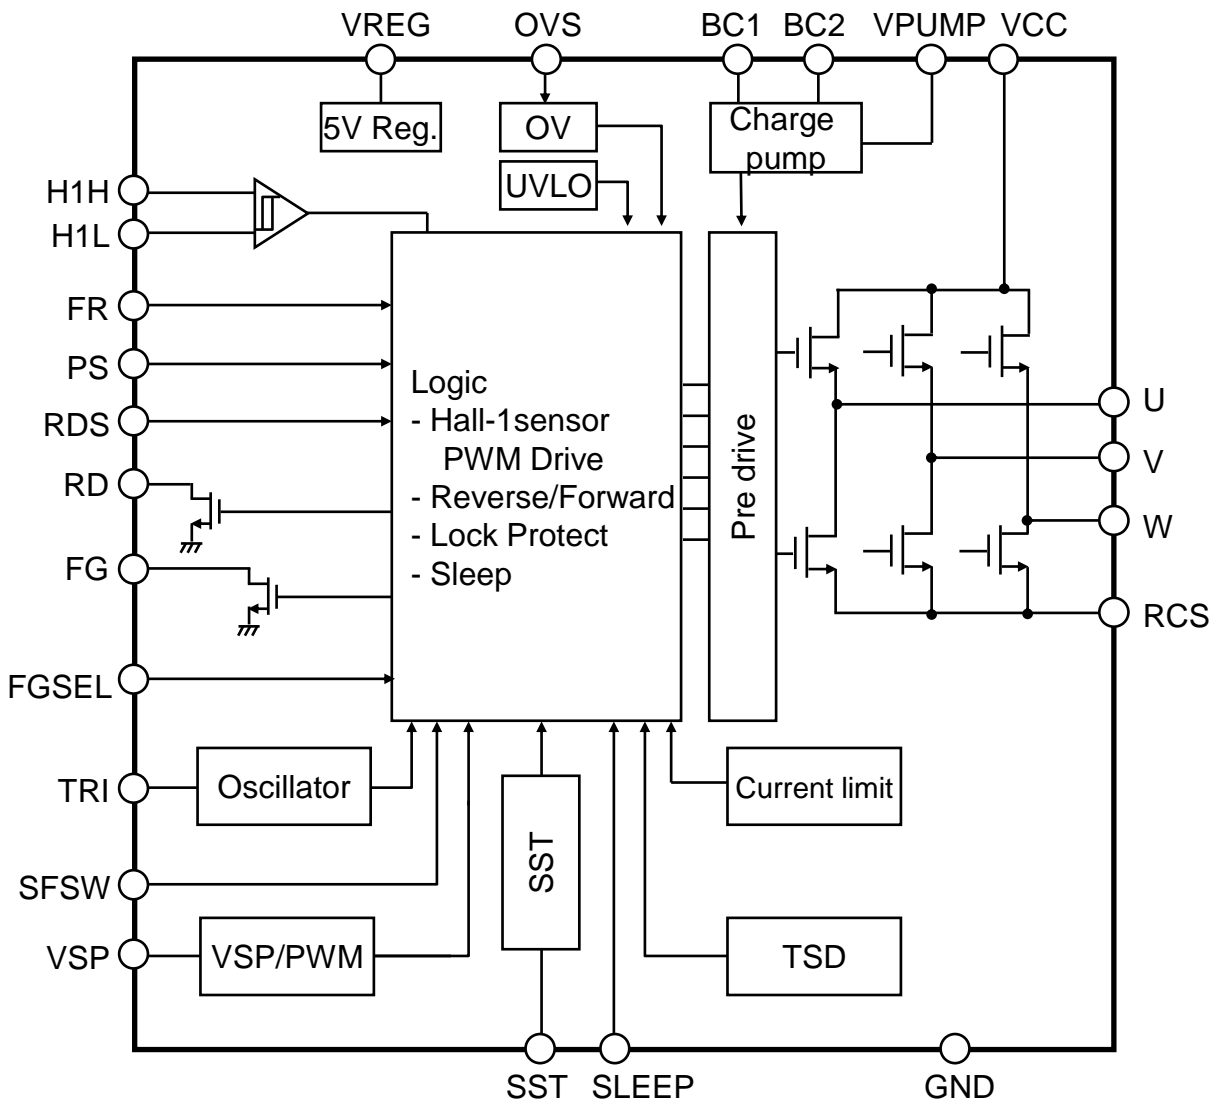 VREG
OVS
BC1
BC2
VPUMP
VCC
5V Reg.
OV
Charge
pump
UVLO
H1H
H1L
FR
PS
RDS
RD
FG
FGSEL
TRI
SFSW
VSP
Logic
- Hall-1sensor
PWM Drive
- Reverse/Forward
- Lock Protect
- Sleep
Pre drive
U
V
W
RCS
Oscillator
SST
Current limit
VSP/PWM
TSD
SST
SLEEP
GND